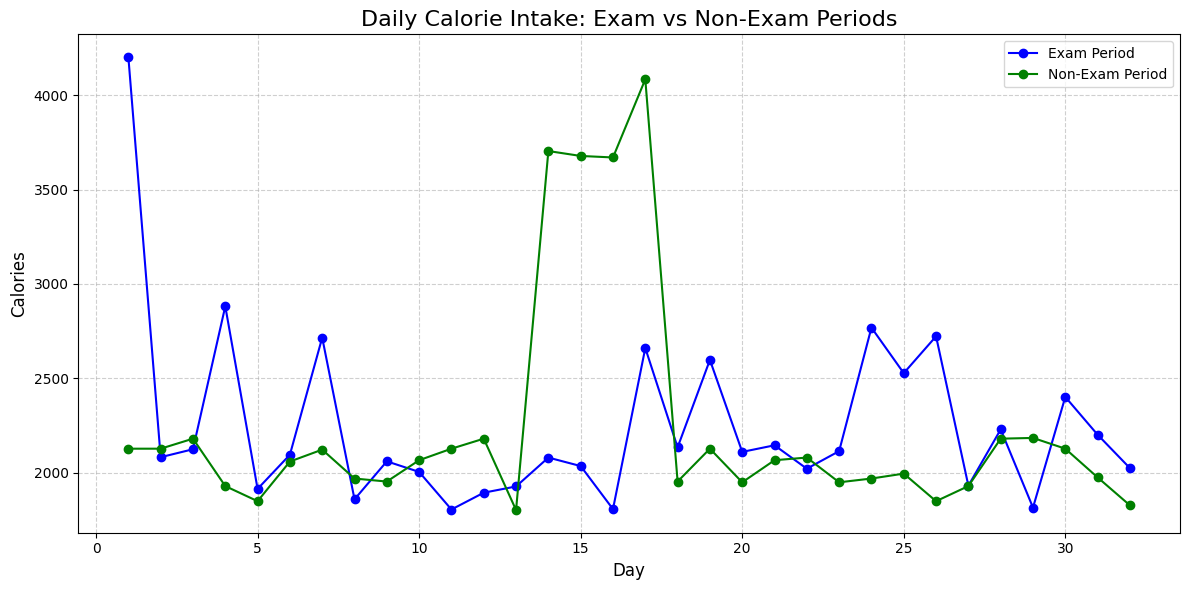 Daily Calorie Intake: Exam vs Non-Exam Periods
Exam Period
Non-Exam Period
Calories
4000
3500
3000
2500
2000
0 5 10 15 20 25 30
Day